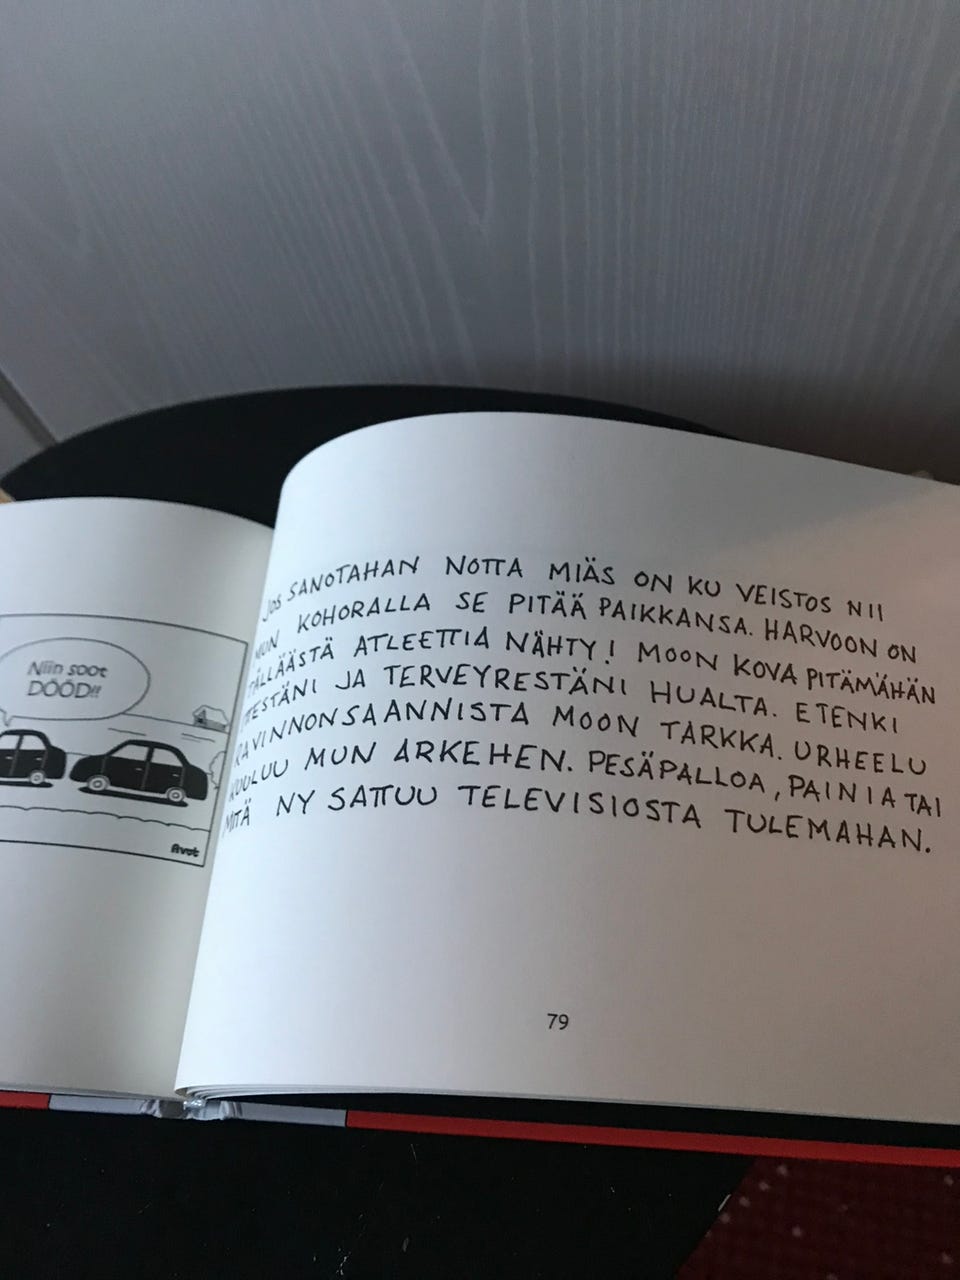 Niin soot
DÖÖD!!
Avot
JOS SANOTAHAN NOTTA MIÄS ON KU VEISTOS NII
MUN KOHORALLA SE PITÄÄ PAIKKANSA. HARVOON ON
TÄLLÄÄSTÄ ATLEETTIA NÄHTY! MOON KOVA PITÄMÄHÄN
ITESTÄNI JA TERVEYRESTÄNI HUALTA. ETENKI
RAVINNONSAANNISTA MOON TARKKA. URHEELU
KUULUU MUN ARKEHEN. PESÄPALLOA, PAINIA TAI
MITÄ NY SATTUU TELEVISIOSTA TULEMAHAN.
79